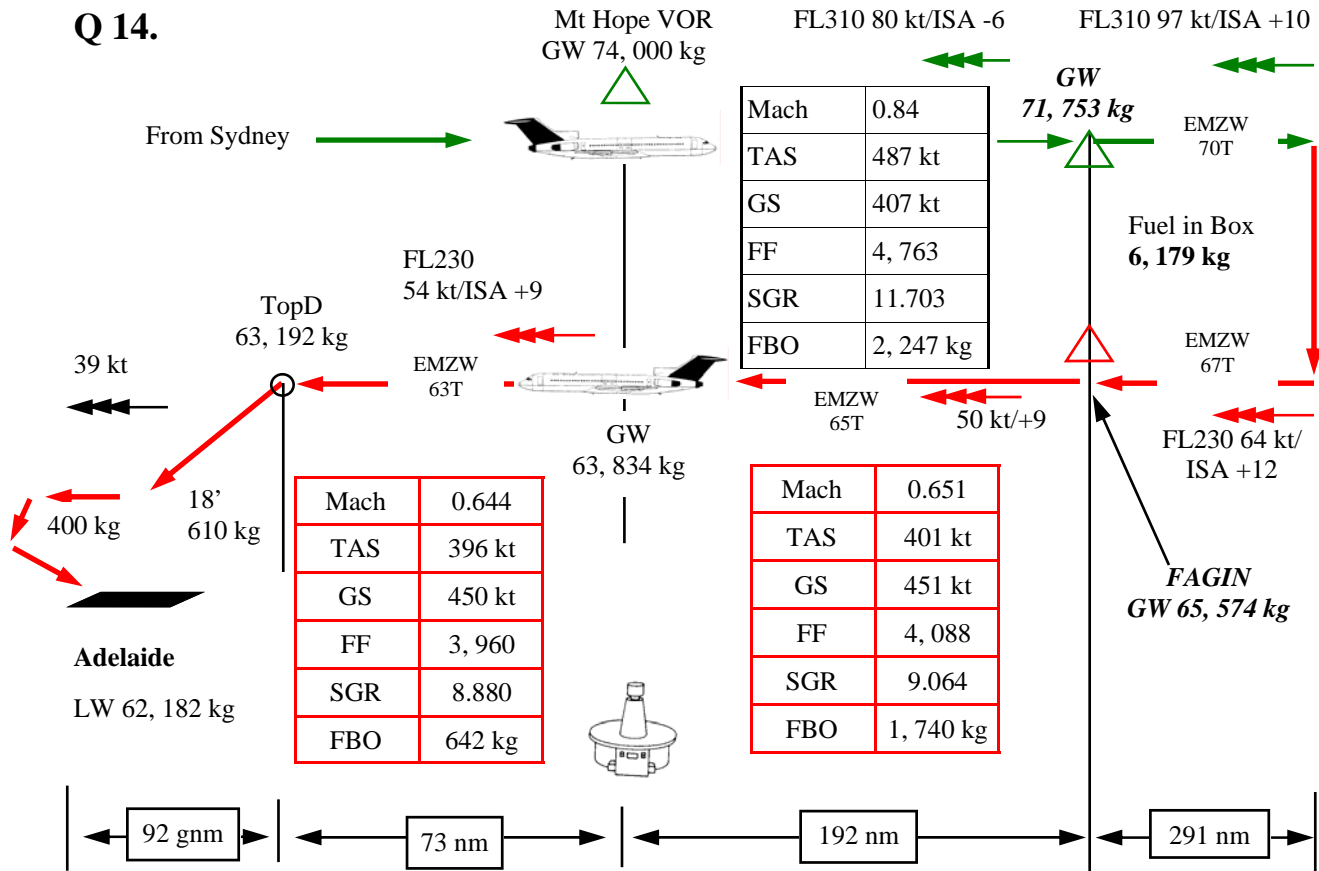 Q 14.
Mt Hope VOR
GW 74, 000 kg
FL310 80 kt/ISA -6
FL310 97 kt/ISA +10
From Sydney
Mach 0.84
TAS 487 kt
GS 407 kt
FF 4, 763
SGR 11.703
FBO 2, 247 kg
GW
71, 753 kg
EMZW
70T
Fuel in Box
6, 179 kg
FL230
54 kt/ISA +9
TopD
63, 192 kg
39 kt
EMZW
63T
EMZW
65T
50 kt/+9
EMZW
67T
FL230 64 kt/
ISA +12
GW
63, 834 kg
400 kg
18’
610 kg
Mach 0.644
TAS 396 kt
GS 450 kt
FF 3, 960
SGR 8.880
FBO 642 kg
Mach 0.651
TAS 401 kt
GS 451 kt
FF 4, 088
SGR 9.064
FBO 1, 740 kg
FAGIN
GW 65, 574 kg
Adelaide
LW 62, 182 kg
92 gnm
73 nm
192 nm
291 nm